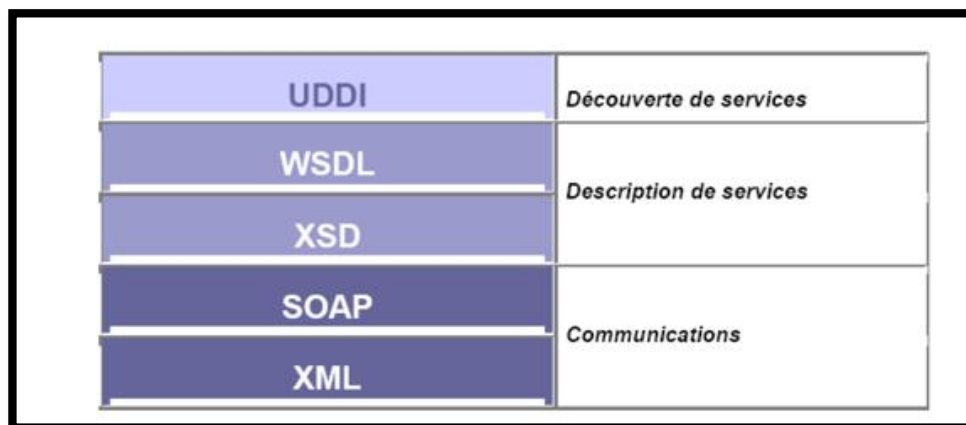 UDDI
Découverte de services
WSDL
Description de services
XSD
SOAP
Communications
XML